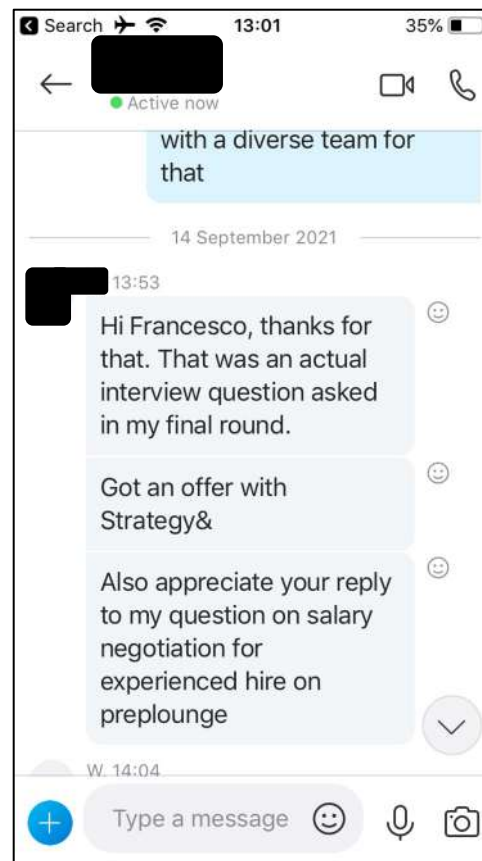 Search 13:01 35%
Active now
with a diverse team for
that
14 September 2021
13:53
Hi Francesco, thanks for
that. That was an actual
interview question asked
in my final round.
Got an offer with
Strategy&
Also appreciate your reply
to my question on salary
negotiation for
experienced hire on
preplounge
W, 14:04
Type a message